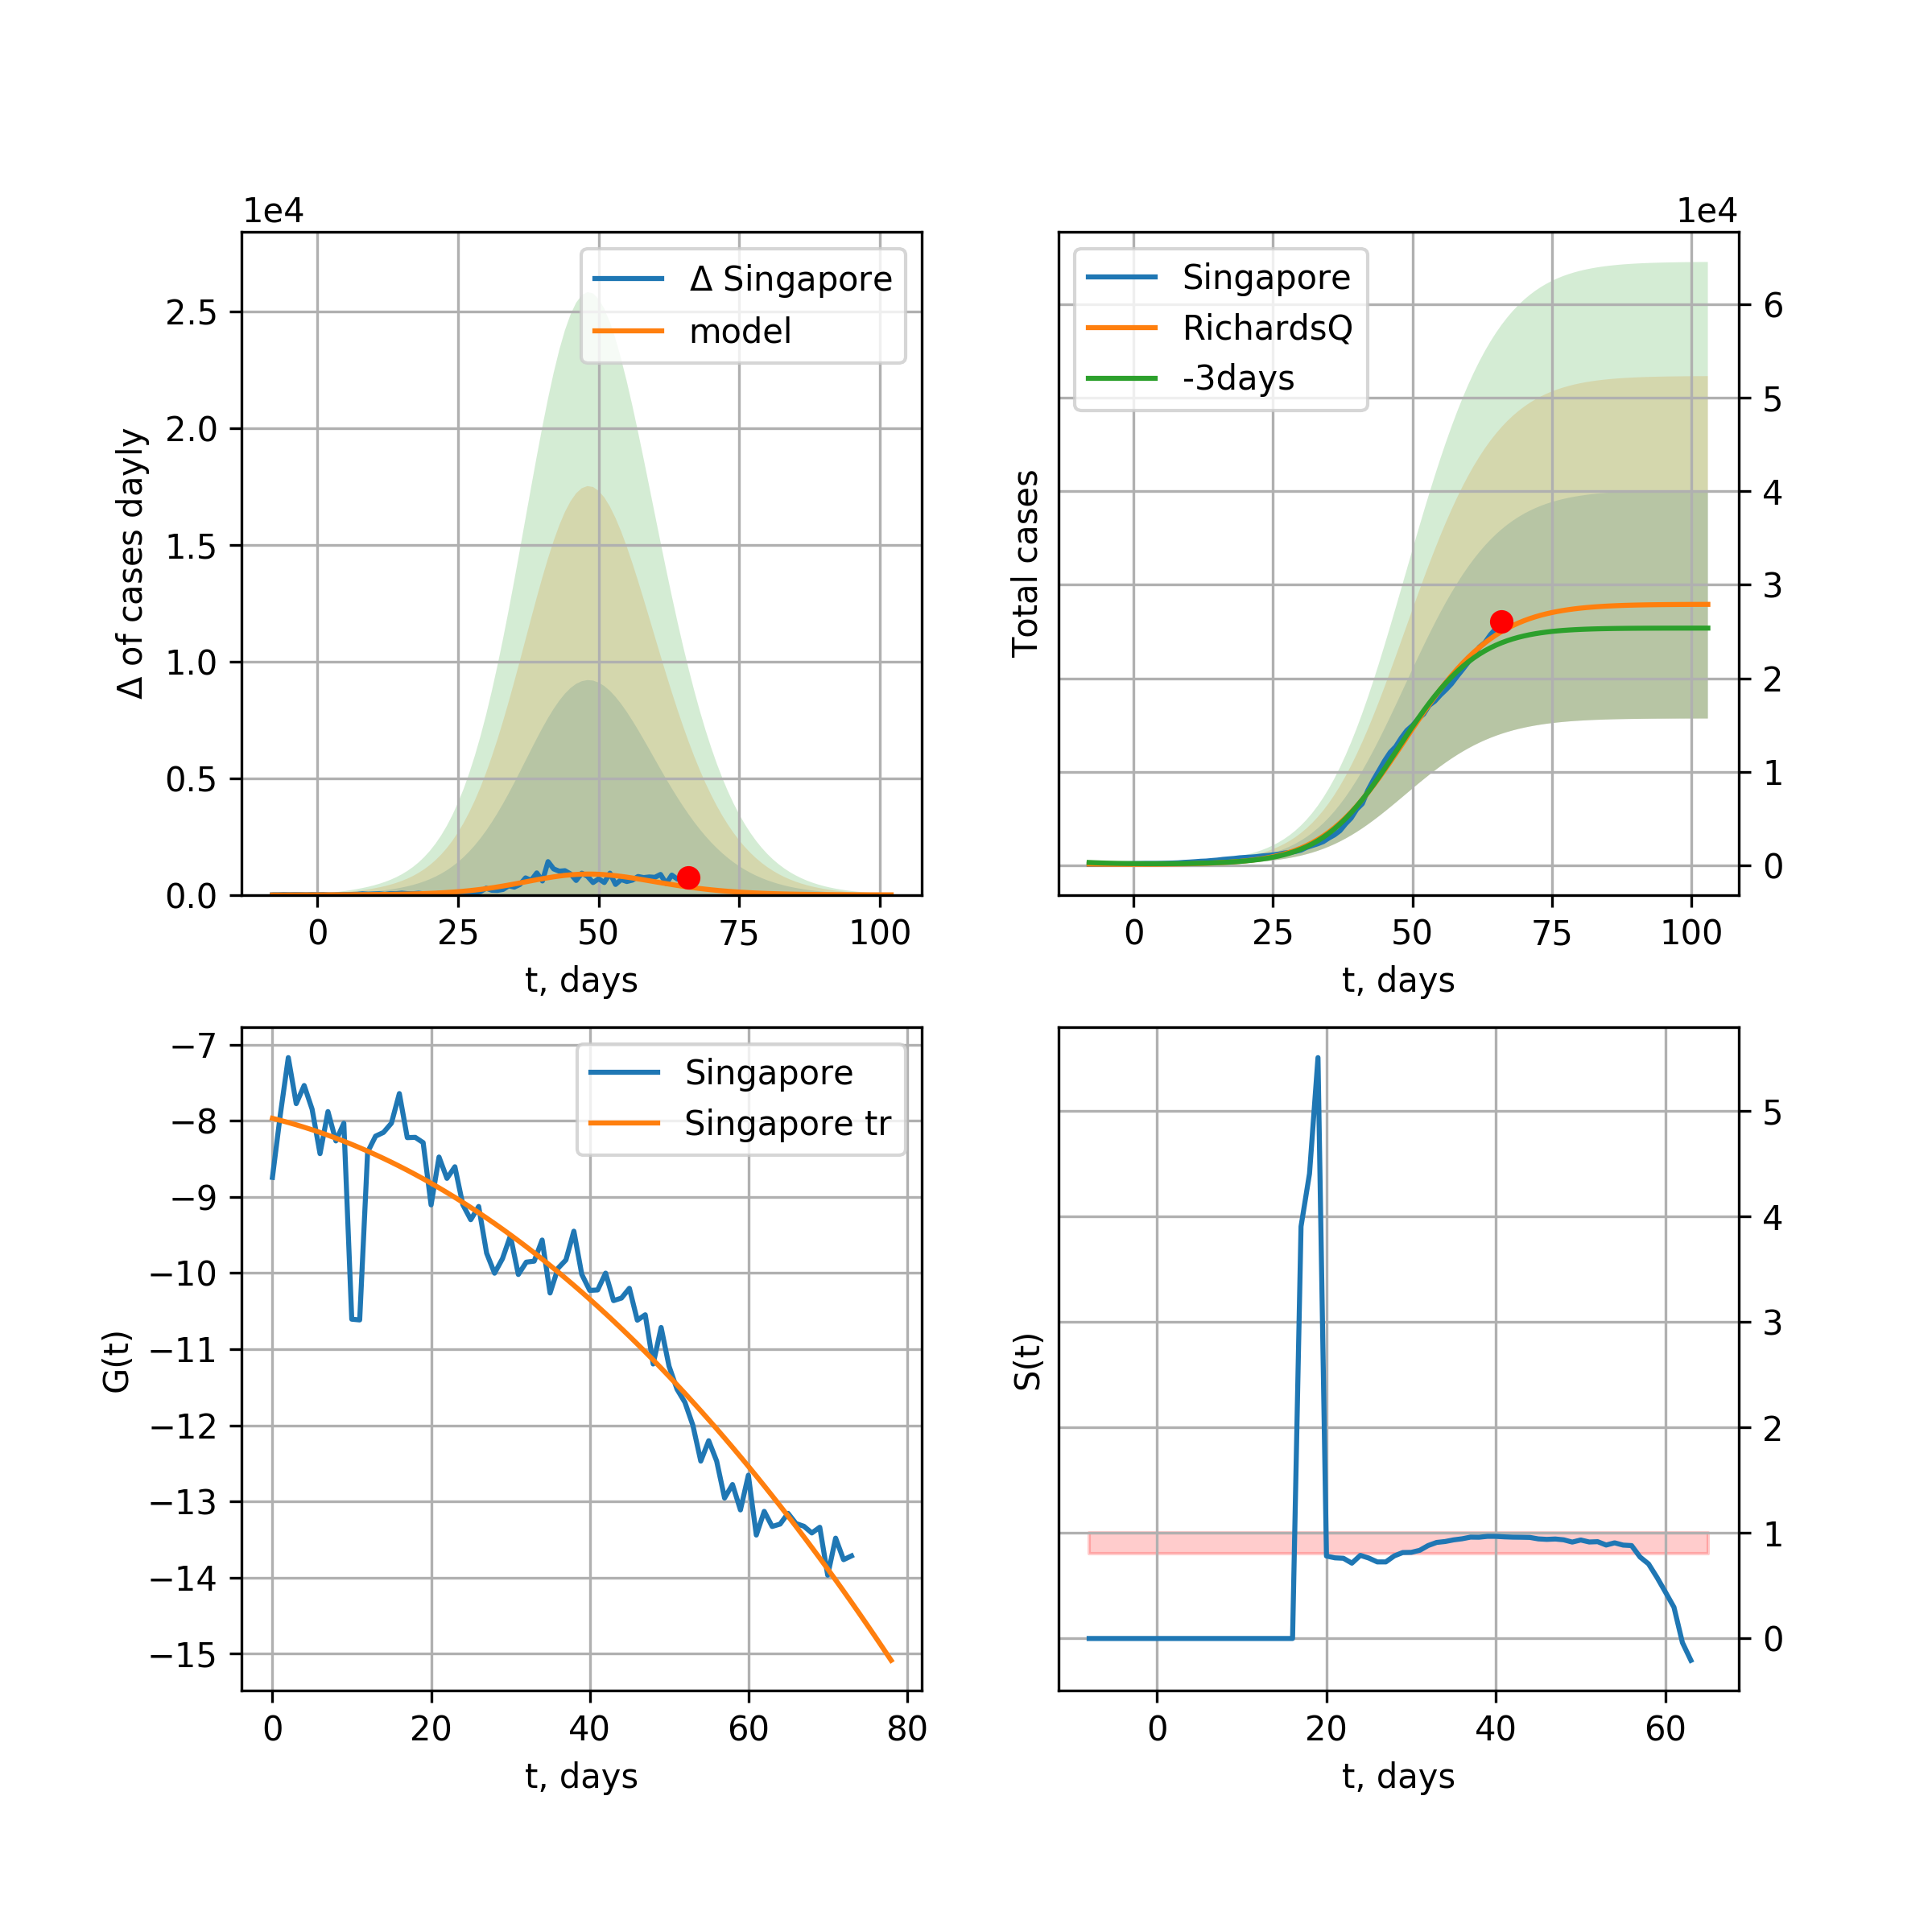 1e4
Δ Singapore
model
2.5
2.0
1.5
1.0
0.5
0.0
Δ of cases dayly
0 25 50 75 100
t, days
1e4
Singapore
RichardsQ
-3days
6
5
4
3
2
1
0
Total cases
0 25 50 75 100
t, days
Singapore
Singapore tr
−7
−8
−9
−10
−11
−12
−13
−14
−15
G(t)
0 20 40 60 80
t, days
5
4
3
2
1
0
S(t)
0 20 40 60
t, days